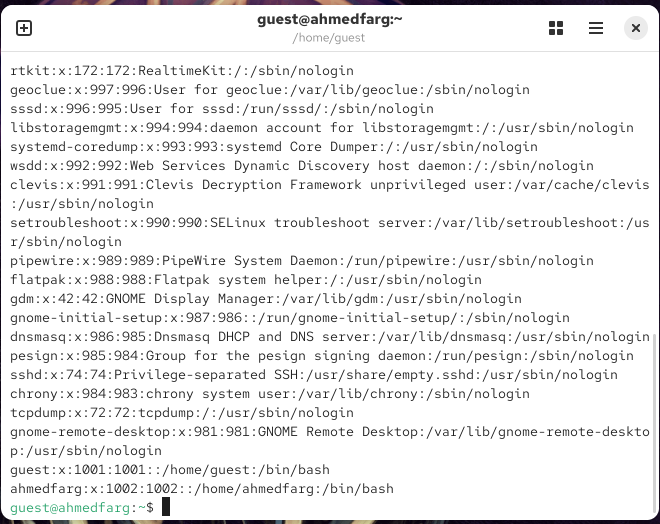 guest@ahmedfarg:~
/home/guest
rtkit:x:172:172:RealtimeKit:/:/sbin/nologin
geoclue:x:997:996:User for geoclue:/var/lib/geoclue:/sbin/nologin
sssd:x:996:995:User for sssd:/run/sssd/:/sbin/nologin
libstoragemgmt:x:994:994:daemon account for libstoragemgmt:/:/usr/sbin/nologin
systemd-coredump:x:993:993:systemd Core Dumper:/:/usr/sbin/nologin
wsdd:x:992:992:Web Services Dynamic Discovery host daemon:/:/sbin/nologin
clevis:x:991:991:Clevis Decryption Framework unprivileged user:/var/cache/clevis
:/usr/sbin/nologin
setroubleshoot:x:990:990:SELinux troubleshoot server:/var/lib/setroubleshoot:/us
r/sbin/nologin
pipewire:x:989:989:PipeWire System Daemon:/run/pipewire:/usr/sbin/nologin
flatpak:x:988:988:Flatpak system helper:/:/usr/sbin/nologin
gdm:x:42:42:GNOME Display Manager:/var/lib/gdm:/usr/sbin/nologin
gnome-initial-setup:x:987:986::/run/gnome-initial-setup/:/sbin/nologin
dnsmasq:x:986:985:Dnsmasq DHCP and DNS server:/var/lib/dnsmasq:/usr/sbin/nologin
pesign:x:985:984:Group for the pesign signing daemon:/run/pesign:/sbin/nologin
sshd:x:74:74:Privilege-separated SSH:/usr/share/empty.sshd:/usr/sbin/nologin
chrony:x:984:983:chrony system user:/var/lib/chrony:/sbin/nologin
tcpdump:x:72:72:tcpdump:/:/usr/sbin/nologin
gnome-remote-desktop:x:981:981:GNOME Remote Desktop:/var/lib/gnome-remote-deskto
p:/usr/sbin/nologin
guest:x:1001:1001::/home/guest:/bin/bash
ahmedfarg:x:1002:1002::/home/ahmedfarg:/bin/bash
guest@ahmedfarg:~$